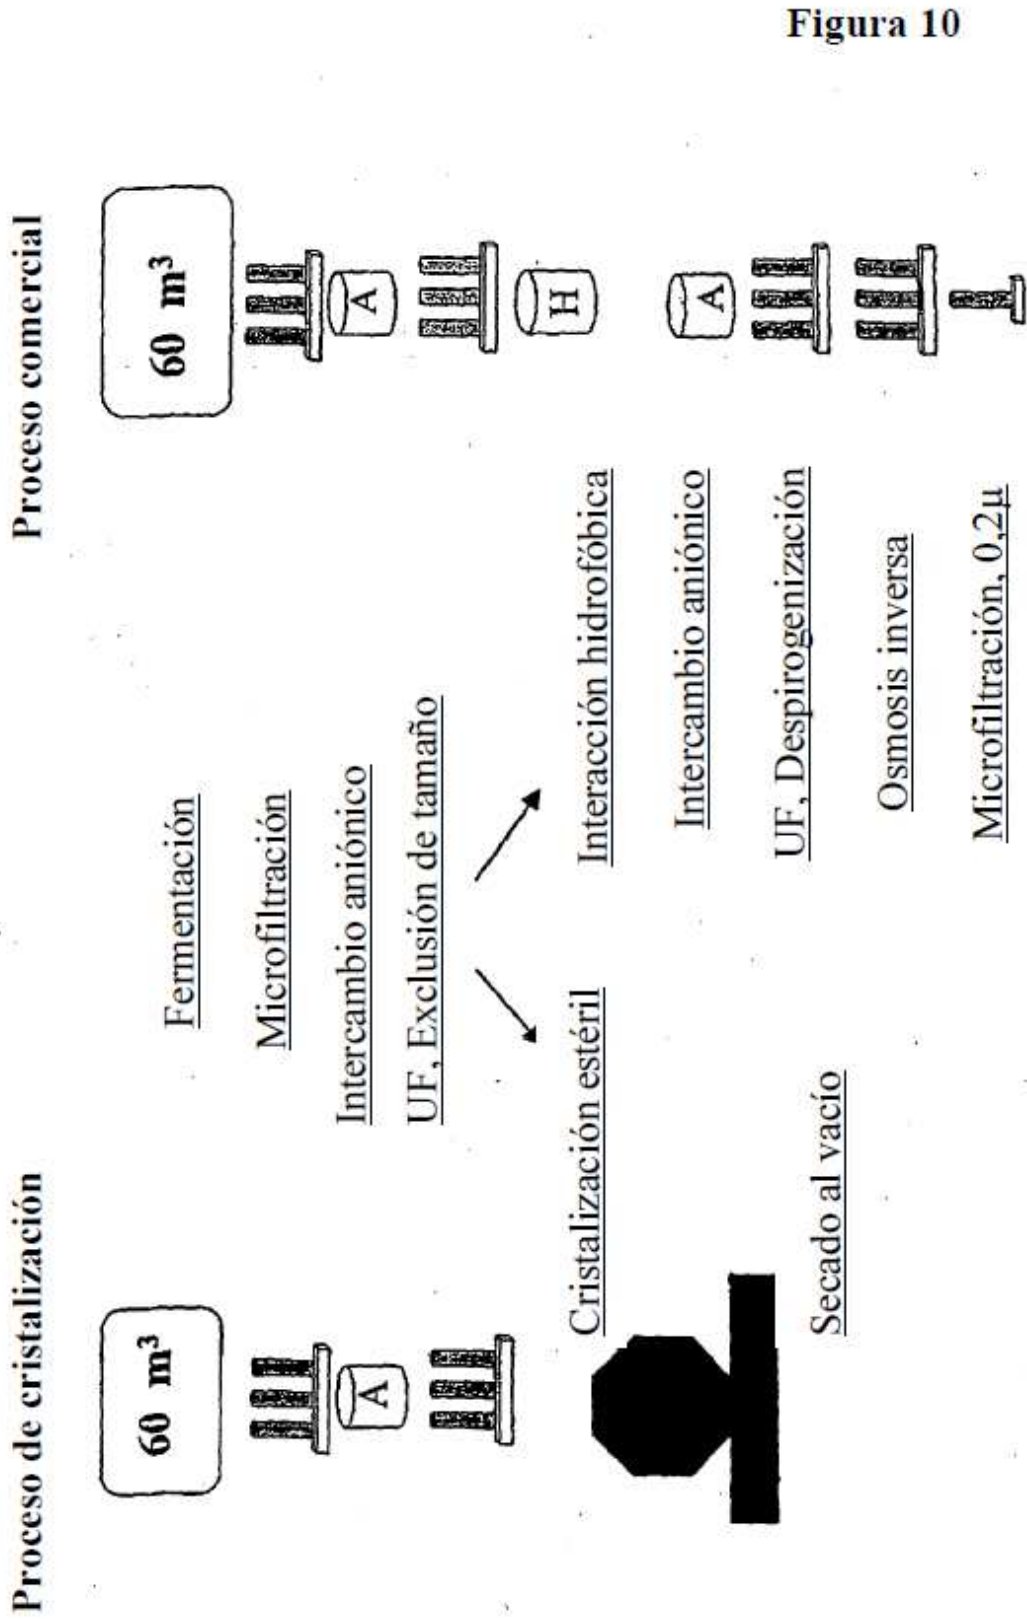 Figura 10
Proceso de cristalización
Proceso comercial
60 m³
Fermentación
60 m³
Microfiltración
A
Intercambio aniónico
A
UF, Exclusión de tamaño
Cristalización estéril
Interacción hidrofóbica
H
Intercambio aniónico
A
Secado al vacío
UF, Despirogenización
Osmosis inversa
Microfiltración, 0,2µ